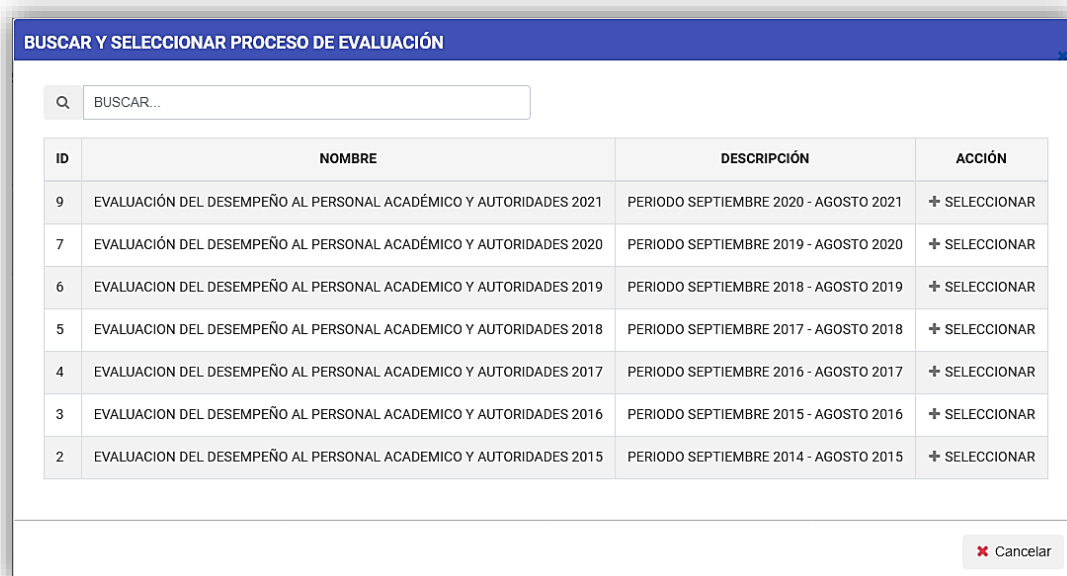 BUSCAR Y SELECCIONAR PROCESO DE EVALUACIÓN
BUSCAR...
ID NOMBRE DESCRIPCIÓN ACCIÓN
9 EVALUACIÓN DEL DESEMPEÑO AL PERSONAL ACADÉMICO Y AUTORIDADES 2021 PERIODO SEPTIEMBRE 2020 - AGOSTO 2021 + SELECCIONAR
7 EVALUACIÓN DEL DESEMPEÑO AL PERSONAL ACADÉMICO Y AUTORIDADES 2020 PERIODO SEPTIEMBRE 2019 - AGOSTO 2020 + SELECCIONAR
6 EVALUACION DEL DESEMPEÑO AL PERSONAL ACADEMICO Y AUTORIDADES 2019 PERIODO SEPTIEMBRE 2018 - AGOSTO 2019 + SELECCIONAR
5 EVALUACION DEL DESEMPEÑO AL PERSONAL ACADEMICO Y AUTORIDADES 2018 PERIODO SEPTIEMBRE 2017 - AGOSTO 2018 + SELECCIONAR
4 EVALUACION DEL DESEMPEÑO AL PERSONAL ACADEMICO Y AUTORIDADES 2017 PERIODO SEPTIEMBRE 2016 - AGOSTO 2017 + SELECCIONAR
3 EVALUACION DEL DESEMPEÑO AL PERSONAL ACADEMICO Y AUTORIDADES 2016 PERIODO SEPTIEMBRE 2015 - AGOSTO 2016 + SELECCIONAR
2 EVALUACION DEL DESEMPEÑO AL PERSONAL ACADEMICO Y AUTORIDADES 2015 PERIODO SEPTIEMBRE 2014 - AGOSTO 2015 + SELECCIONAR
Cancelar